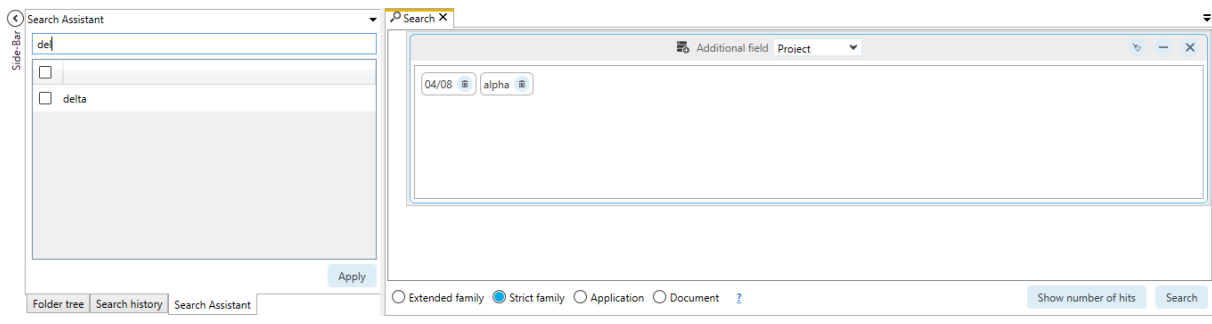 Side-Bar
Search Assistant
del
delta
Apply
Folder tree Search history Search Assistant
Search X
Additional field Project
04/08 alpha
Extended family Strict family Application Document ?
Show number of hits Search